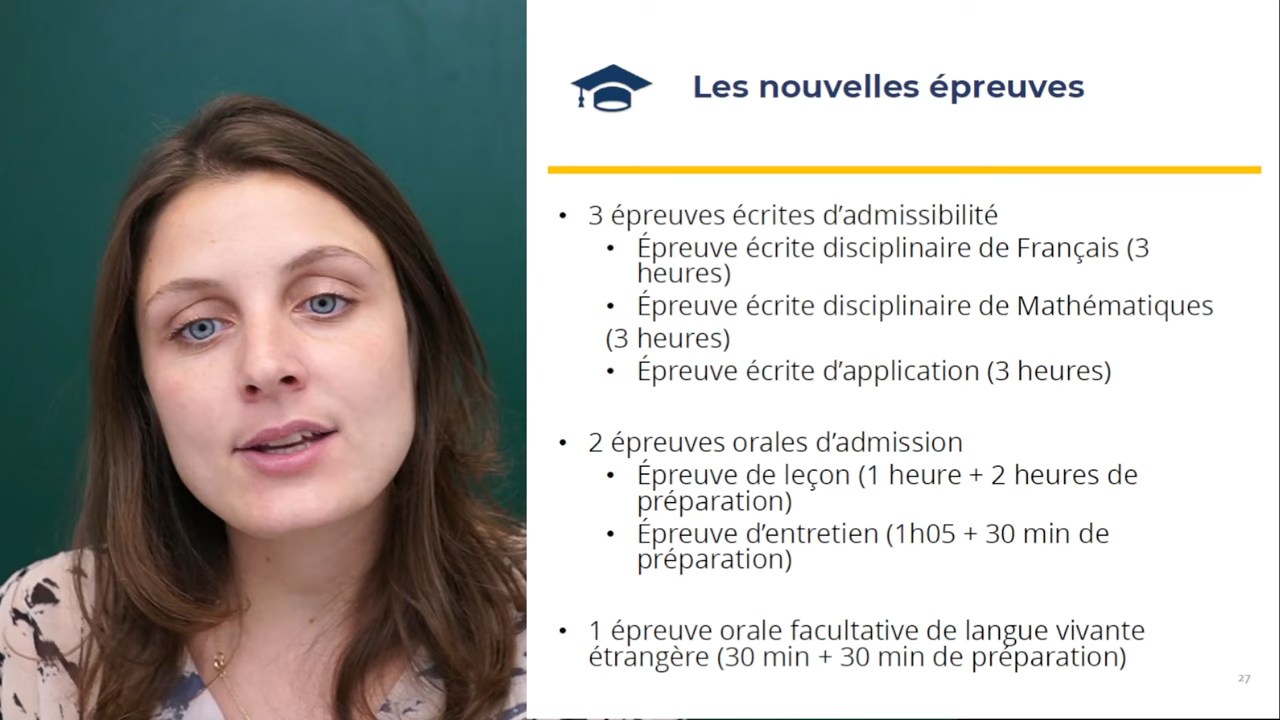 Les nouvelles épreuves
• 3 épreuves écrites d’admissibilité
• Épreuve écrite disciplinaire de Français (3
heures)
• Épreuve écrite disciplinaire de Mathématiques
(3 heures)
• Épreuve écrite d’application (3 heures)
• 2 épreuves orales d’admission
• Épreuve de leçon (1 heure + 2 heures de
préparation)
• Épreuve d’entretien (1h05 + 30 min de
préparation)
• 1 épreuve orale facultative de langue vivante
étrangère (30 min + 30 min de préparation)
27